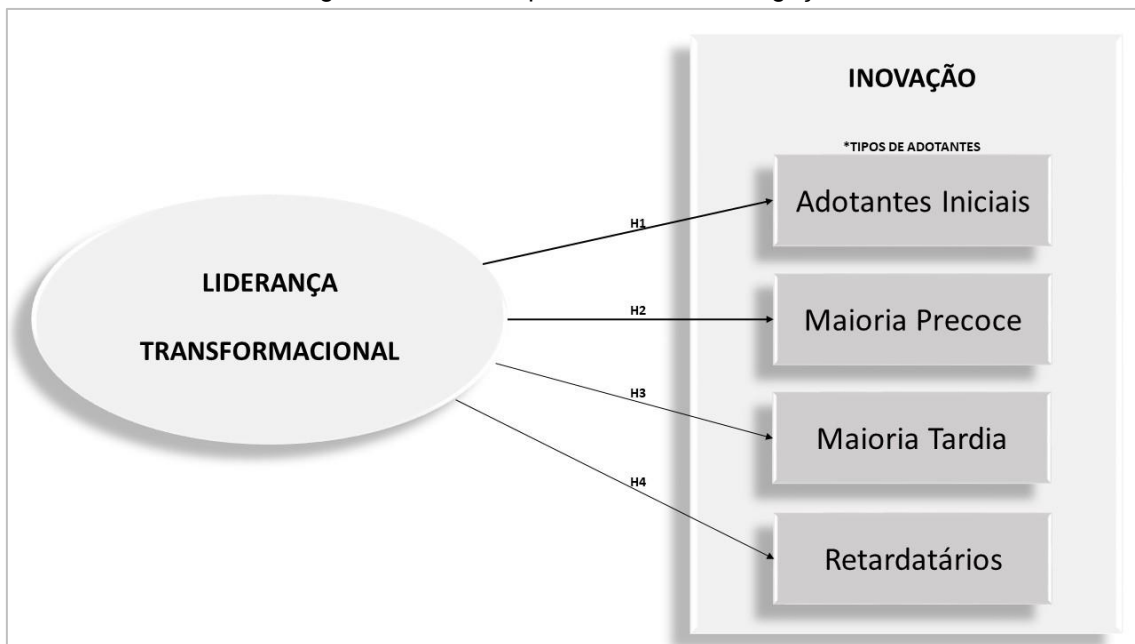 LIDERANÇA
TRANSFORMACIONAL
H1
H2
H3
H4
INOVAÇÃO
*TIPOS DE ADOTANTES
Adotantes Iniciais
Maioria Precoce
Maioria Tardia
Retardatários